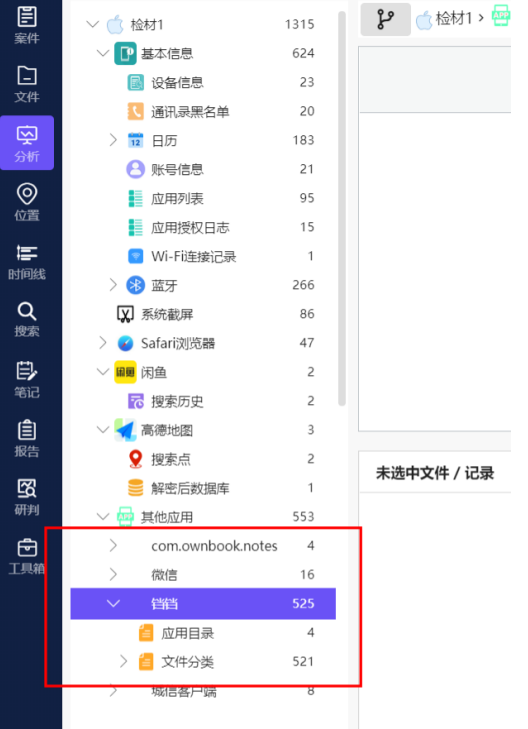 案件
文件
分析
位置
时间线
搜索
笔记
报告
研判
工具箱
检材1 1315
基本信息 624
设备信息 23
通讯录黑名单 20
12 日历 183
账号信息 21
应用列表 95
应用授权日志 15
Wi-Fi连接记录 1
蓝牙 266
系统截屏 86
Safari浏览器 47
闲鱼 闲鱼 2
搜索历史 2
高德地图 3
搜索点 2
解密后数据库 1
APP 其他应用 553
com.ownbook.notes 4
微信 16
铛铛 525
应用目录 4
文件分类 521
城信客户端 8
检材1 › APP
未选中文件 / 记录